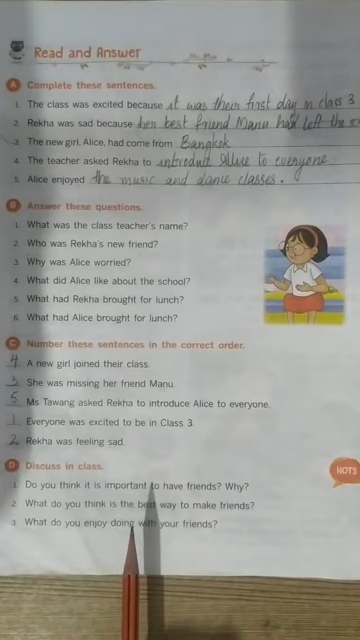 Read and Answer
A Complete these sentences.
1. The class was excited because it was their first day in class 3
2. Rekha was sad because her best friend Manu had left the
3. The new girl, Alice, had come from Bangkok
4. The teacher asked Rekha to introduit Alice to everyone
5. Alice enjoyed the music and dance classes.
B Answer these questions.
1. What was the class teacher's name?
2. Who was Rekha's new friend?
3. Why was Alice worried?
4. What did Alice like about the school?
5. What had Rekha brought for lunch?
6. What had Alice brought for lunch?
C Number these sentences in the correct order.
4 A new girl joined their class.
3 She was missing her friend Manu.
5 Ms Tawang asked Rekha to introduce Alice to everyone.
1 Everyone was excited to be in Class 3.
2 Rekha was feeling sad.
D Discuss in class.
HOTS
1. Do you think it is important to have friends? Why?
2. What do you think is the best way to make friends?
3. What do you enjoy doing with your friends?